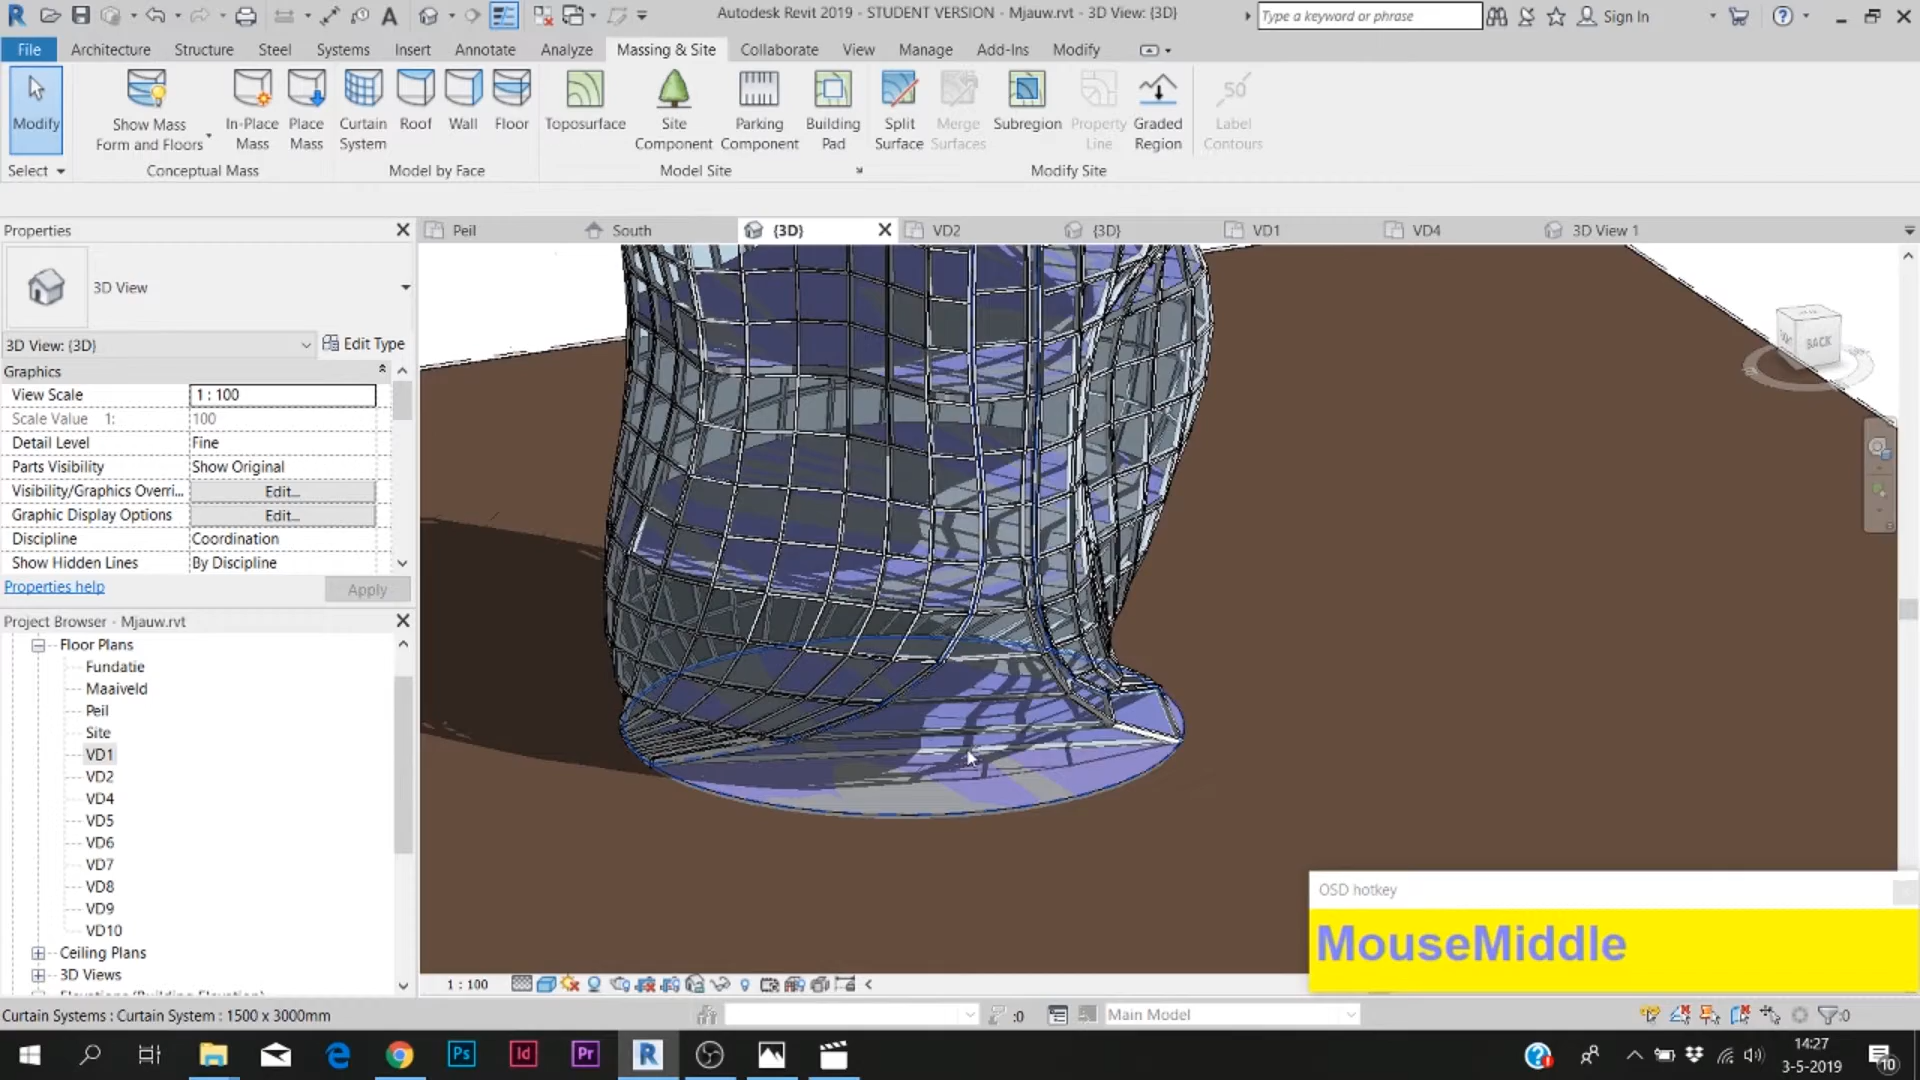 Autodesk Revit 2019 - STUDENT VERSION - Mjauw.rvt - 3D View: {3D}
Type a keyword or phrase
Sign In
File Architecture Structure Steel Systems Insert Annotate Analyze Massing & Site Collaborate View Manage Add-Ins Modify
Modify
Show Mass
Form and Floors
In-Place
Mass
Place
Mass
Curtain
System
Roof
Wall
Floor
Toposurface
Site
Component
Parking
Component
Building
Pad
Split
Surface
Merge
Surfaces
Subregion
Property
Line
Graded
Region
50
Label
Contours
Select
Conceptual Mass
Model by Face
Model Site
Modify Site
Properties
Peil
South
{3D}
VD2
{3D}
VD1
VD4
3D View 1
3D View
3D View: {3D}
Edit Type
Graphics
View Scale 1 : 100
Scale Value 1: 100
Detail Level Fine
Parts Visibility Show Original
Visibility/Graphics Overri... Edit...
Graphic Display Options Edit...
Discipline Coordination
Show Hidden Lines By Discipline
Properties help
Apply
BACK
Project Browser - Mjauw.rvt
Floor Plans
Fundatie
Maaiveld
Peil
Site
VD1
VD2
VD4
VD5
VD6
VD7
VD8
VD9
VD10
Ceiling Plans
3D Views
Elevations (Building Elevation)
OSD hotkey
MouseMiddle
1 : 100
Curtain Systems : Curtain System : 1500 x 3000mm
:0
Main Model
:0
Ps
Id
Pr
R
14:27
3-5-2019
10